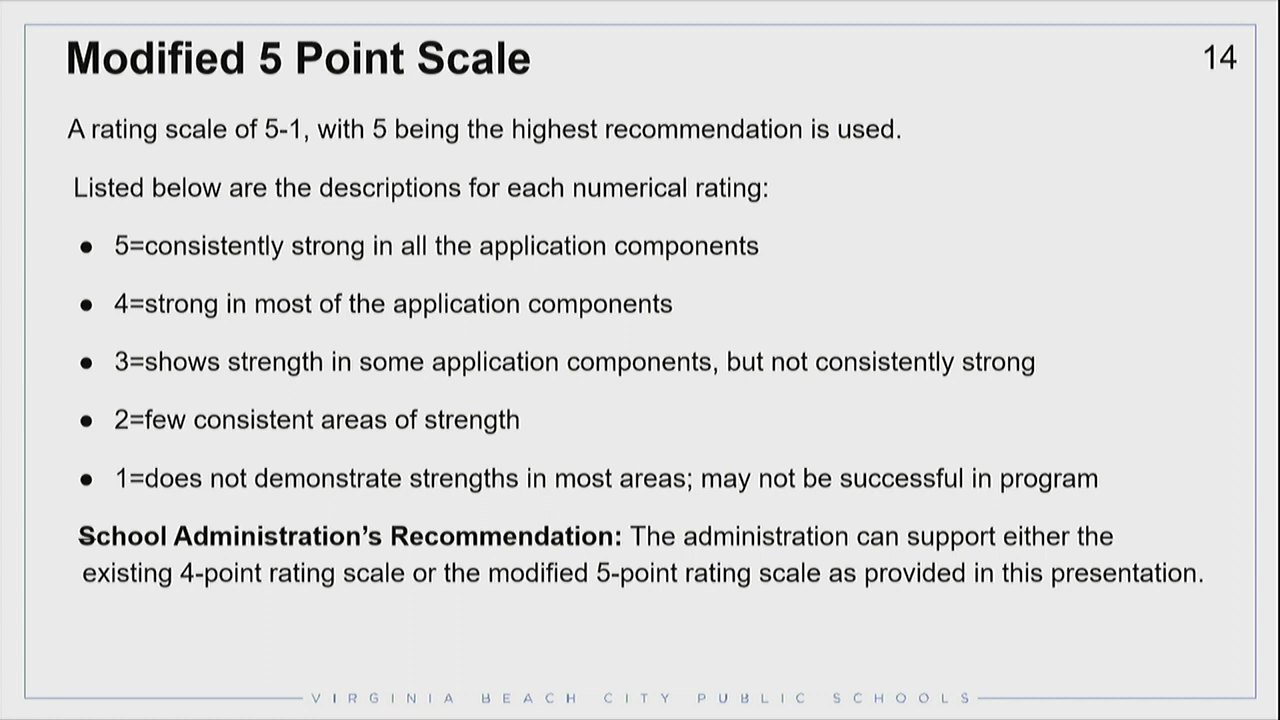 Modified 5 Point Scale
14
A rating scale of 5-1, with 5 being the highest recommendation is used.
Listed below are the descriptions for each numerical rating:
● 5=consistently strong in all the application components
● 4=strong in most of the application components
● 3=shows strength in some application components, but not consistently strong
● 2=few consistent areas of strength
● 1=does not demonstrate strengths in most areas; may not be successful in program
School Administration’s Recommendation: The administration can support either the
existing 4-point rating scale or the modified 5-point rating scale as provided in this presentation.
VIRGINIA BEACH CITY PUBLIC SCHOOLS